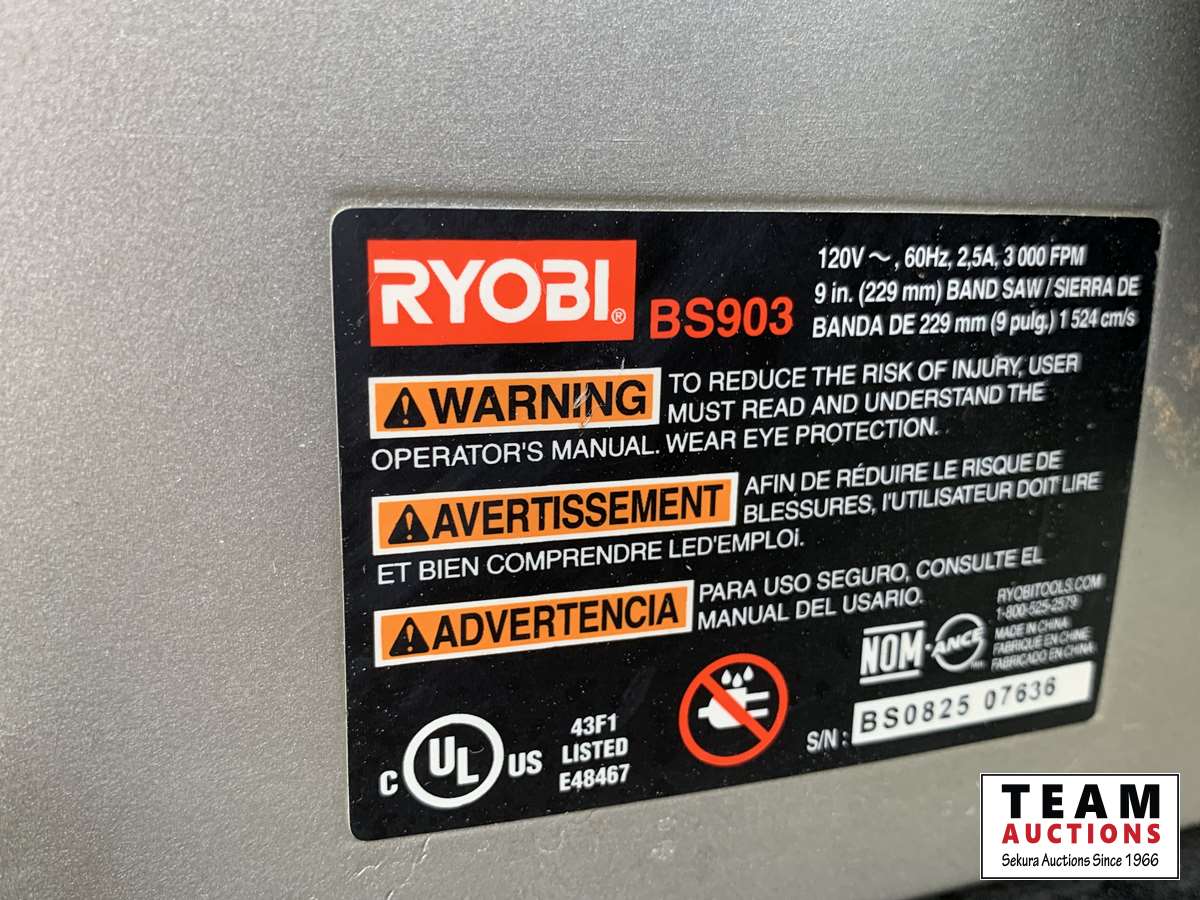 RYOBI®
BS903
120V ~, 60Hz, 2,5A, 3 000 FPM
9 in. (229 mm) BAND SAW / SIERRA DE
BANDA DE 229 mm (9 pulg.) 1 524 cm/s
WARNING TO REDUCE THE RISK OF INJURY, USER
MUST READ AND UNDERSTAND THE
OPERATOR'S MANUAL. WEAR EYE PROTECTION.
AVERTISSEMENT AFIN DE RÉDUIRE LE RISQUE DE
BLESSURES, l'UTILISATEUR DOIT LIRE
ET BIEN COMPRENDRE LED'EMPLOi.
ADVERTENCIA PARA USO SEGURO, CONSULTE EL
MANUAL DEL USARIO.
RYOBITOOLS.COM
1-800-525-2579
MADE IN CHINA
FABRIQUÉ EN CHINE
FABRICADO EN CHINA
NOM-ANCE
C UL US
43F1
LISTED
E48467
S/N : BS0825 07636
TEAM
AUCTIONS
Sekura Auctions Since 1966